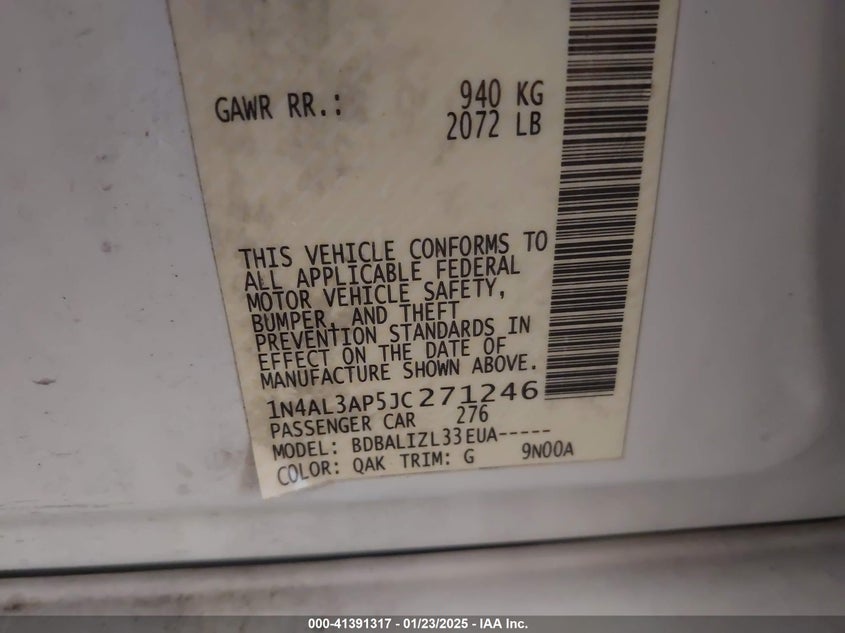 GAWR RR.: 940 KG
2072 LB
THIS VEHICLE CONFORMS TO
ALL APPLICABLE FEDERAL
MOTOR VEHICLE SAFETY,
BUMPER, AND THEFT
PREVENTION STANDARDS IN
EFFECT ON THE DATE OF
MANUFACTURE SHOWN ABOVE.
1N4AL3AP5JC271246
PASSENGER CAR 276
MODEL: BDBALIZL33EUA-----
COLOR: QAK TRIM: G 9N00A
000-41391317 — 01/23/2025 — IAA Inc.